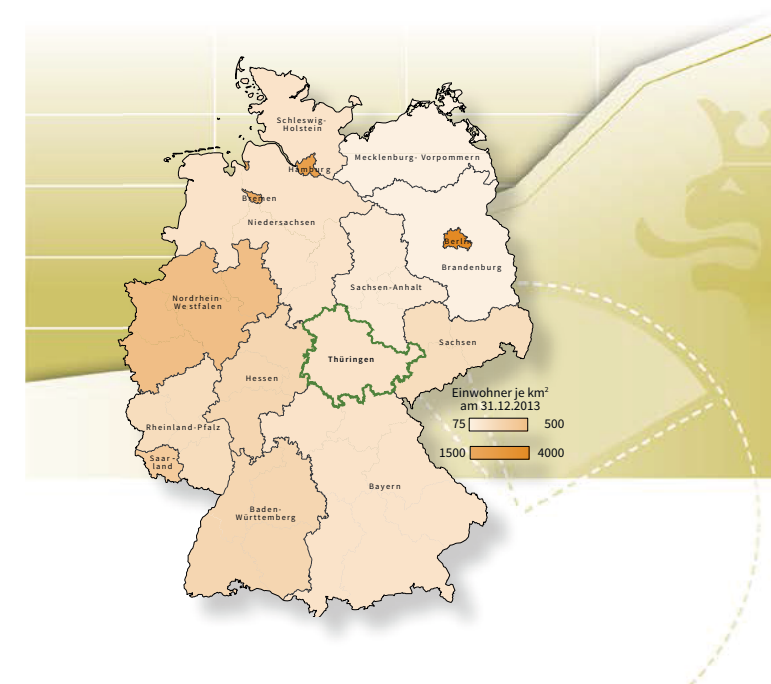 Schleswig-
Holstein
Mecklenburg- Vorpommern
Hamburg
Bremen
Niedersachsen
Berlin
Brandenburg
Sachsen-Anhalt
Nordrhein-
Westfalen
Sachsen
Thüringen
Hessen
Einwohner je km²
am 31.12.2013
75 500
1500 4000
Rheinland-Pfalz
Saar-
land
Bayern
Baden-
Württemberg